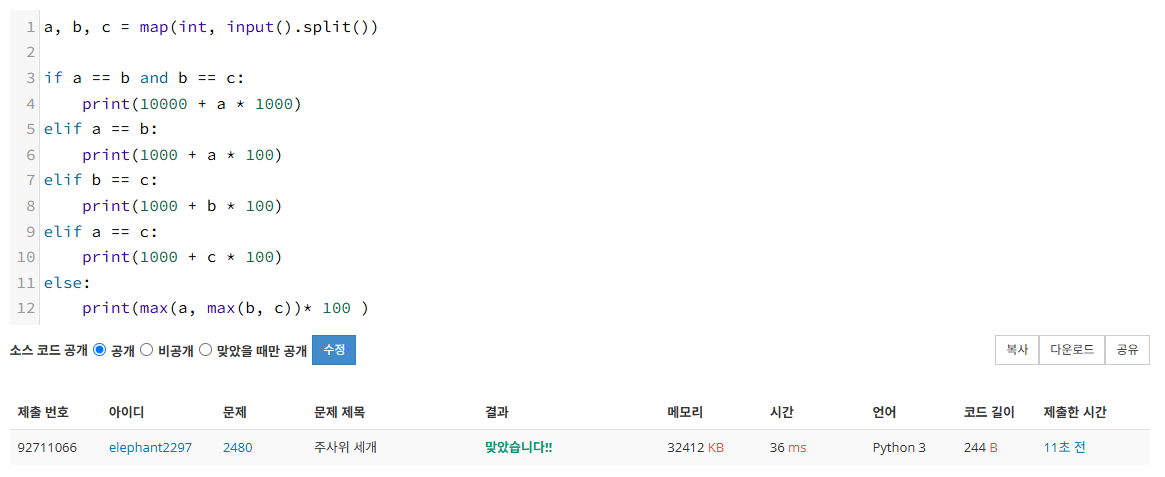 1 a, b, c = map(int, input().split())
2
3 if a == b and b == c:
4     print(10000 + a * 1000)
5 elif a == b:
6     print(1000 + a * 100)
7 elif b == c:
8     print(1000 + b * 100)
9 elif a == c:
10     print(1000 + c * 100)
11 else:
12     print(max(a, max(b, c))* 100 )
소스 코드 공개 공개 비공개 맞았을 때만 공개 수정 복사 다운로드 공유
제출 번호 아이디 문제 문제 제목 결과 메모리 시간 언어 코드 길이 제출한 시간
92711066 elephant2297 2480 주사위 세개 맞았습니다!! 32412 KB 36 ms Python 3 244 B 11초 전